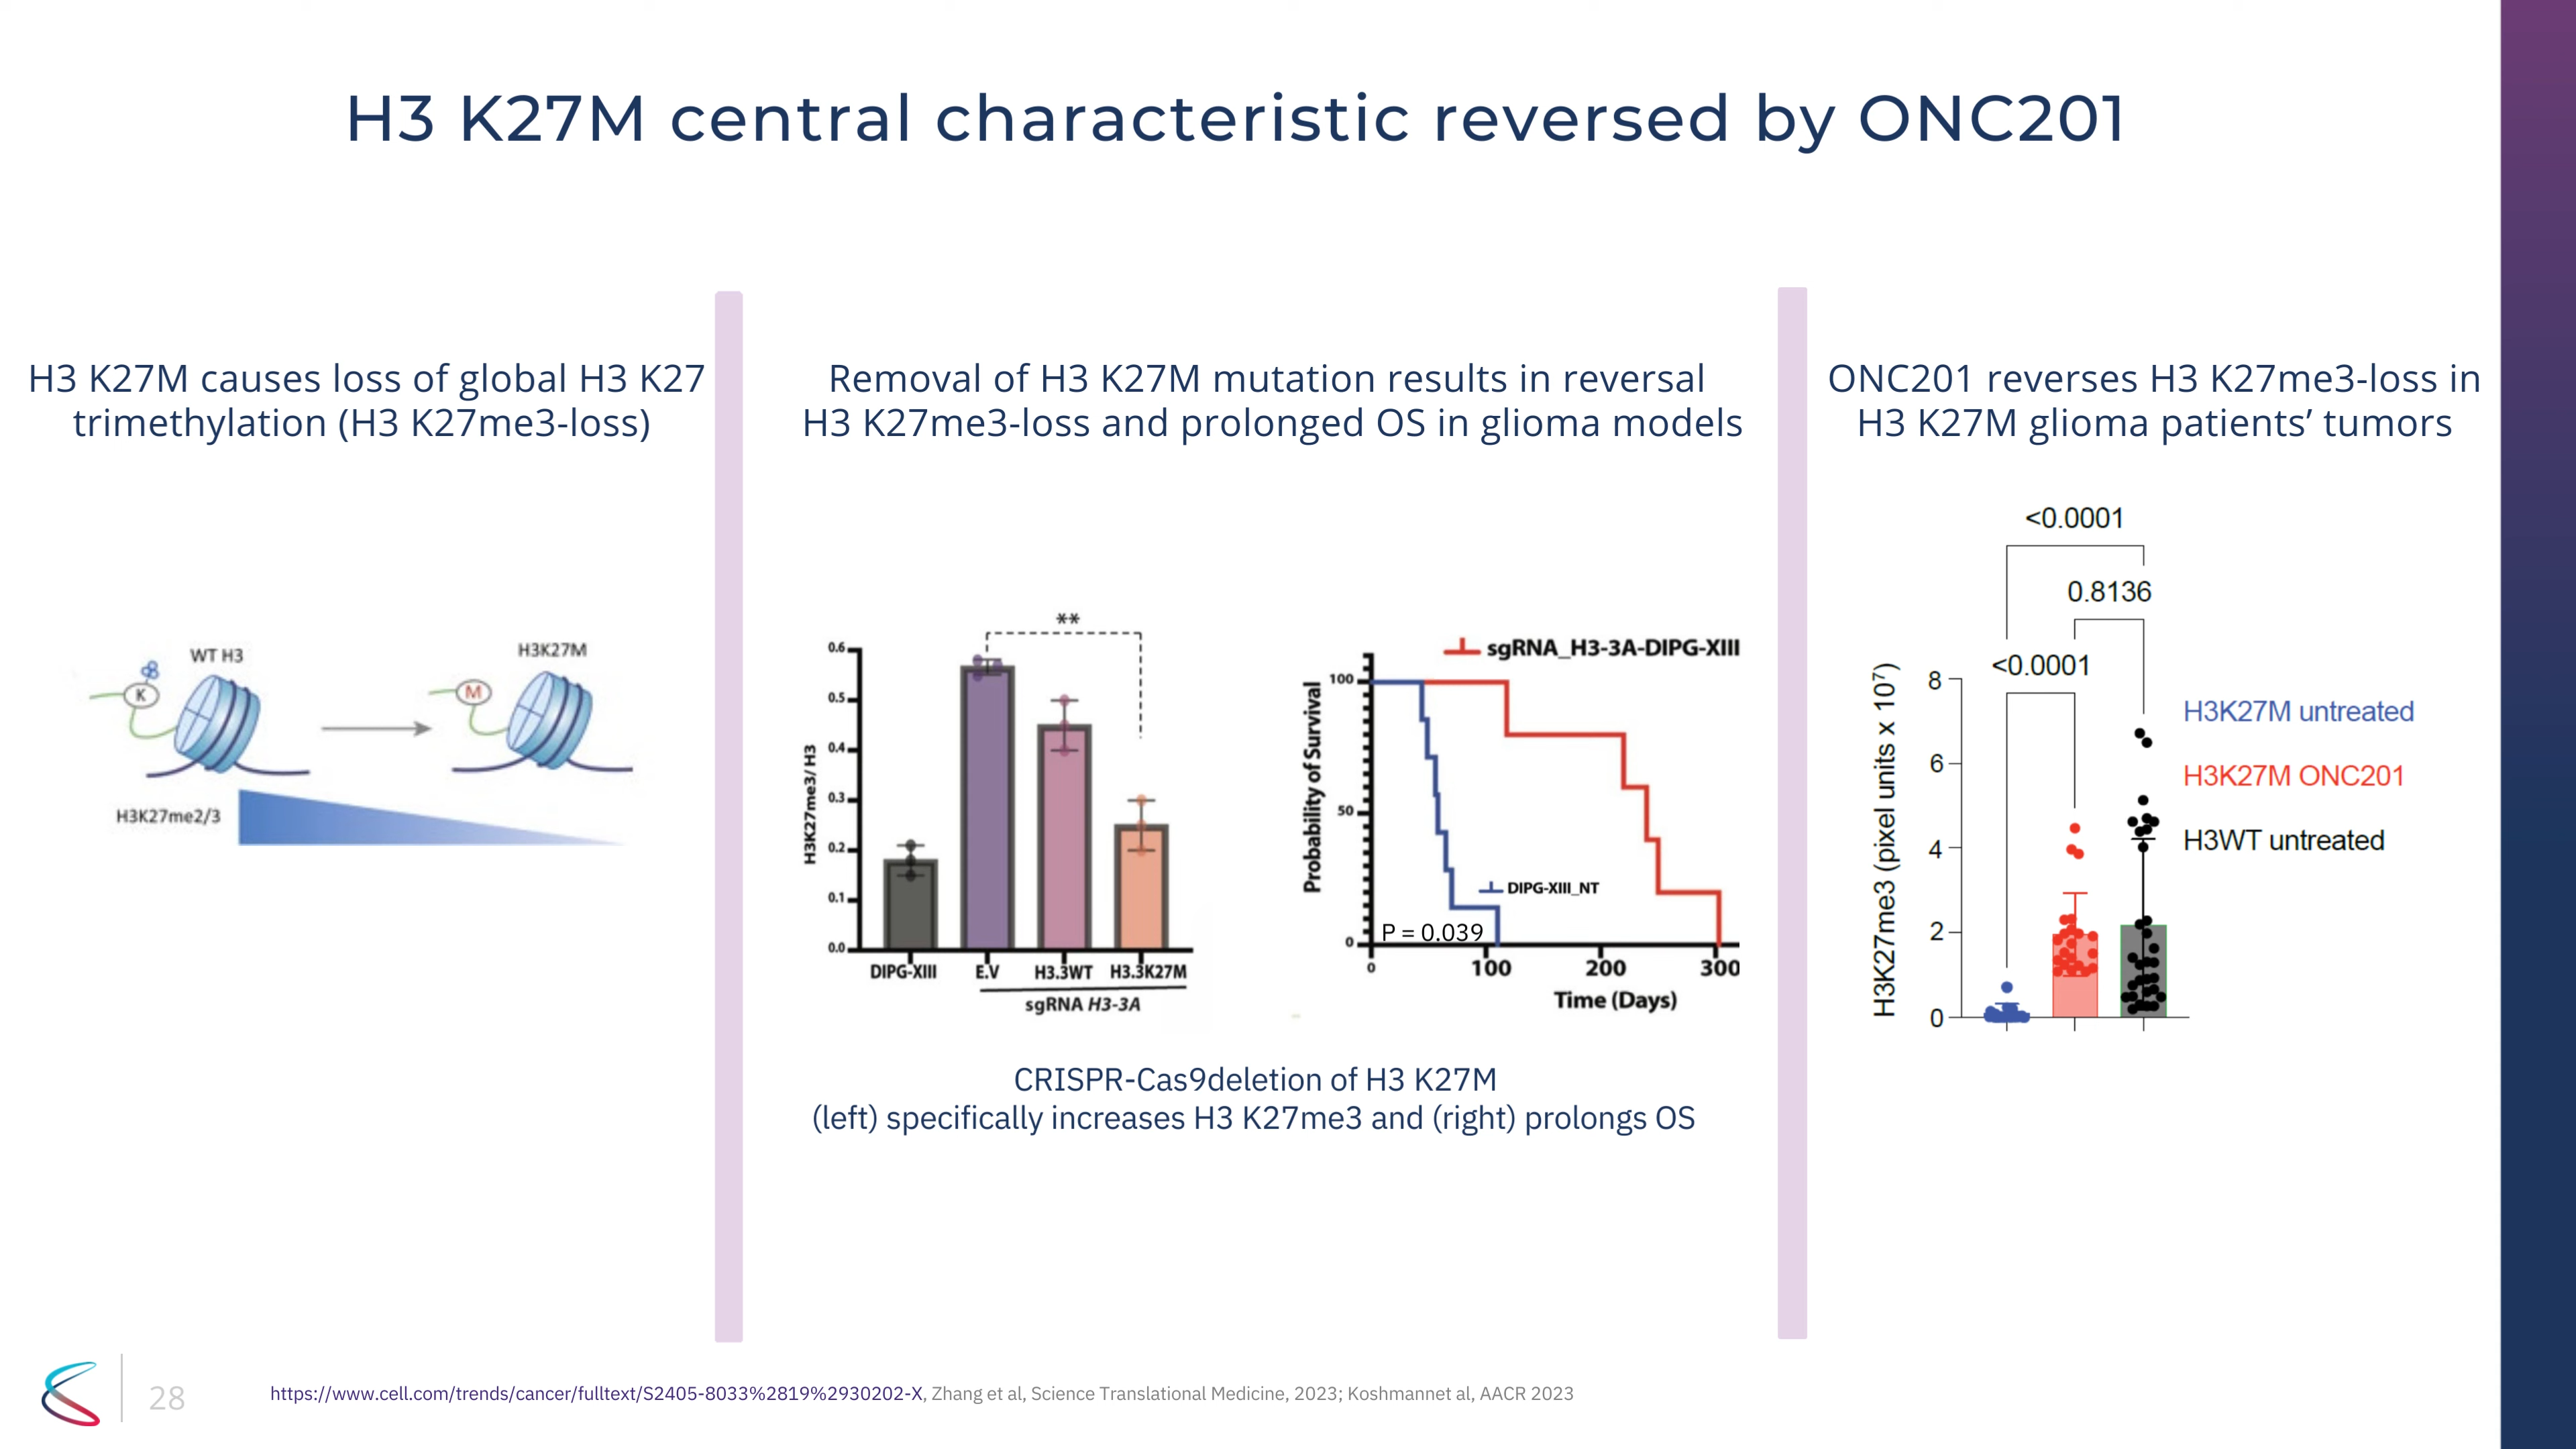 H3 K27M central characteristic reversed by ONC201
H3 K27M causes loss of global H3 K27
trimethylation (H3 K27me3-loss)
WT H3
H3K27M
K
M
H3K27me2/3
Removal of H3 K27M mutation results in reversal
H3 K27me3-loss and prolonged OS in glioma models
**
H3K27me3/ H3
0.6
0.5
0.4
0.3
0.2
0.1
0.0
DIPG-XIII
E.V
H3.3WT
H3.3K27M
sgRNA H3-3A
sgRNA_H3-3A-DIPG-XIII
Probability of Survival
100
50
0
DIPG-XIII_NT
P = 0.039
0
100
200
300
Time (Days)
CRISPR-Cas9deletion of H3 K27M
(left) specifically increases H3 K27me3 and (right) prolongs OS
ONC201 reverses H3 K27me3-loss in
H3 K27M glioma patients’ tumors
<0.0001
0.8136
<0.0001
H3K27me3 (pixel units x 10⁷)
8
6
4
2
0
H3K27M untreated
H3K27M ONC201
H3WT untreated
28
https://www.cell.com/trends/cancer/fulltext/S2405-8033%2819%2930202-X, Zhang et al, Science Translational Medicine, 2023; Koshmannet al, AACR 2023